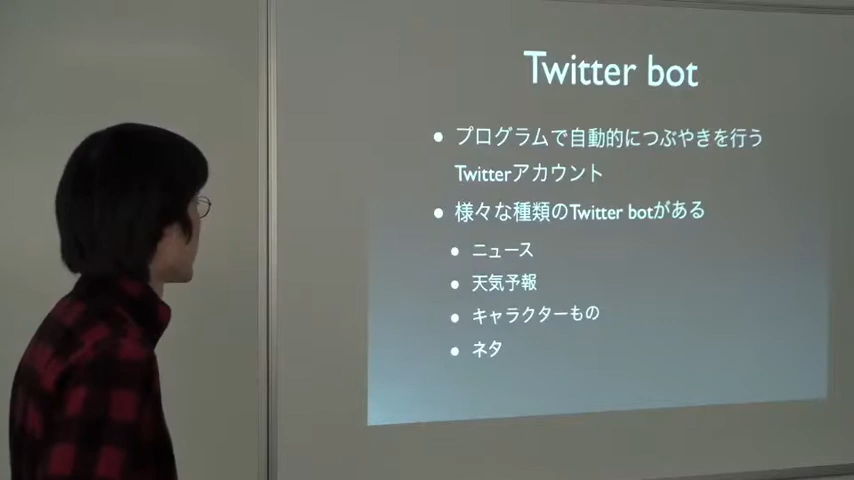 Twitter bot
• プログラムで自動的につぶやきを行う
Twitterアカウント
• 様々な種類のTwitter botがある
• ニュース
• 天気予報
• キャラクターもの
• ネタ